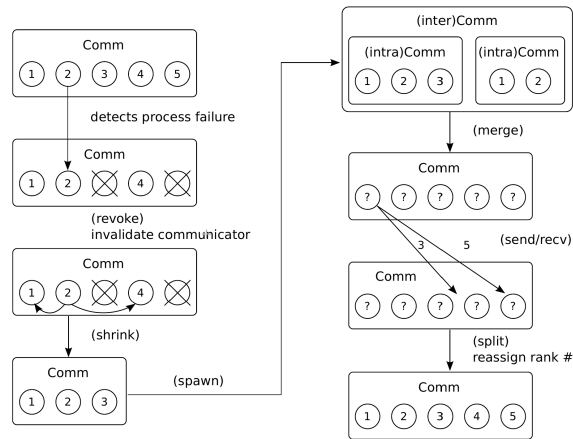 Comm
1 2 3 4 5
detects process failure
Comm
1 2 4
(revoke)
invalidate communicator
Comm
1 2 4
(shrink)
Comm
1 2 3
(spawn)
(inter)Comm
(intra)Comm
1 2 3
(intra)Comm
1 2
(merge)
Comm
? ? ? ? ?
3 5 (send/recv)
Comm
? ? ? ? ?
(split)
reassign rank #
Comm
1 2 3 4 5